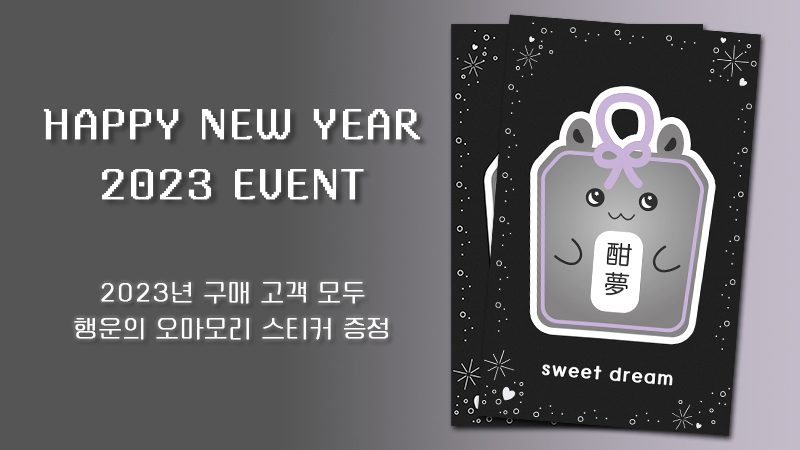 HAPPY NEW YEAR
2023 EVENT
2023년 구매 고객 모두
행운의 오마모리 스티커 증정
酣
夢
sweet dream